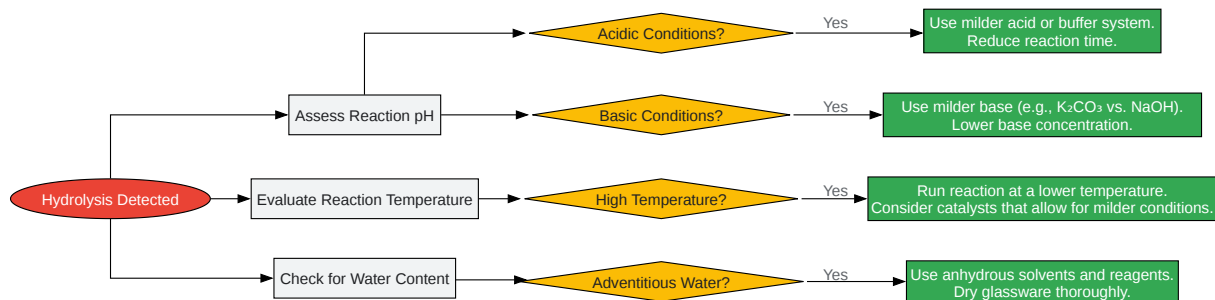 Acidic Conditions?
Yes
Use milder acid or buffer system.
Reduce reaction time.
Assess Reaction pH
Basic Conditions?
Yes
Use milder base (e.g., K₂CO₃ vs. NaOH).
Lower base concentration.
Hydrolysis Detected
Evaluate Reaction Temperature
High Temperature?
Yes
Run reaction at a lower temperature.
Consider catalysts that allow for milder conditions.
Check for Water Content
Adventitious Water?
Yes
Use anhydrous solvents and reagents.
Dry glassware thoroughly.